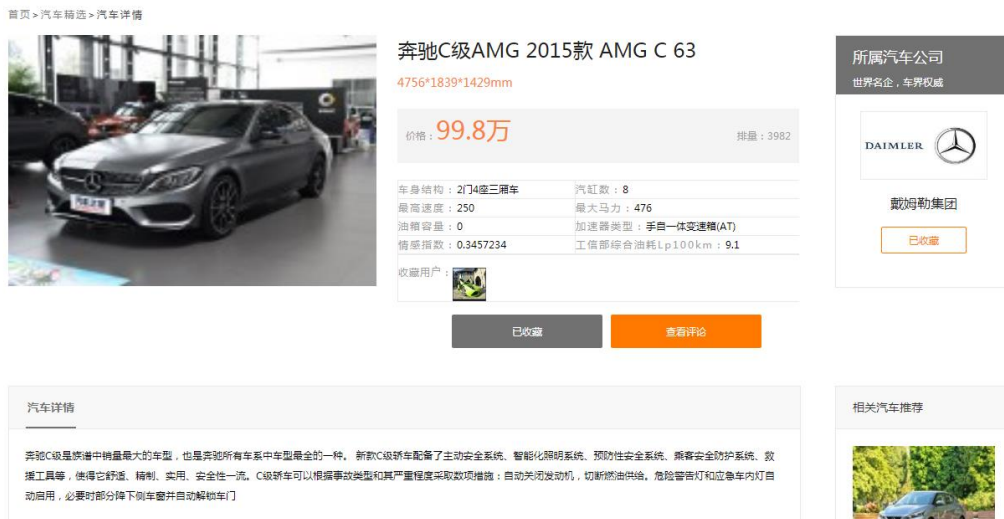 首页>汽车精选>汽车详情
奔驰C级AMG 2015款 AMG C 63
4756*1839*1429mm
价格：99.8万
排量：3982
车身结构：2门4座三厢车
汽缸数：8
最高速度：250
最大马力：476
油箱容量：0
加速器类型：手自一体变速箱(AT)
情感指数：0.3457234
工信部综合油耗Lp100km：9.1
收藏用户：
已收藏
查看评论
所属汽车公司
世界名企，车界权威
DAIMLER
戴姆勒集团
已收藏
汽车详情
奔驰C级是族谱中销量最大的车型，也是奔驰所有车系中车型最全的一种。 新款C级轿车配备了主动安全系统、智能化照明系统、预防性安全系统、乘客安全防护系统、救
援工具等，使得它舒适、精制、实用、安全性一流。C级轿车可以根据事故类型和其严重程度采取数项措施：自动关闭发动机，切断燃油供给。危险警告灯和应急车内灯自
动启用，必要时部分降下侧车窗并自动解锁车门
相关汽车推荐